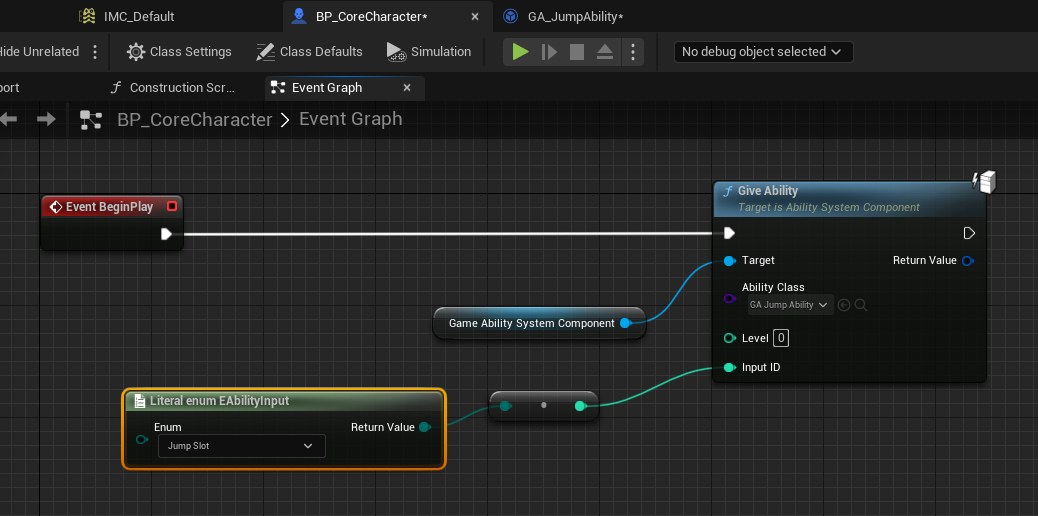 IMC_Default
BP_CoreCharacter*
GA_JumpAbility*
Hide Unrelated
Class Settings
Class Defaults
Simulation
No debug object selected
port
Construction Scr...
Event Graph
BP_CoreCharacter > Event Graph
Event BeginPlay
Give Ability
Target is Ability System Component
Target
Return Value
Ability Class
GA Jump Ability
Game Ability System Component
Level 0
Input ID
Literal enum EAbilityInput
Enum
Return Value
Jump Slot